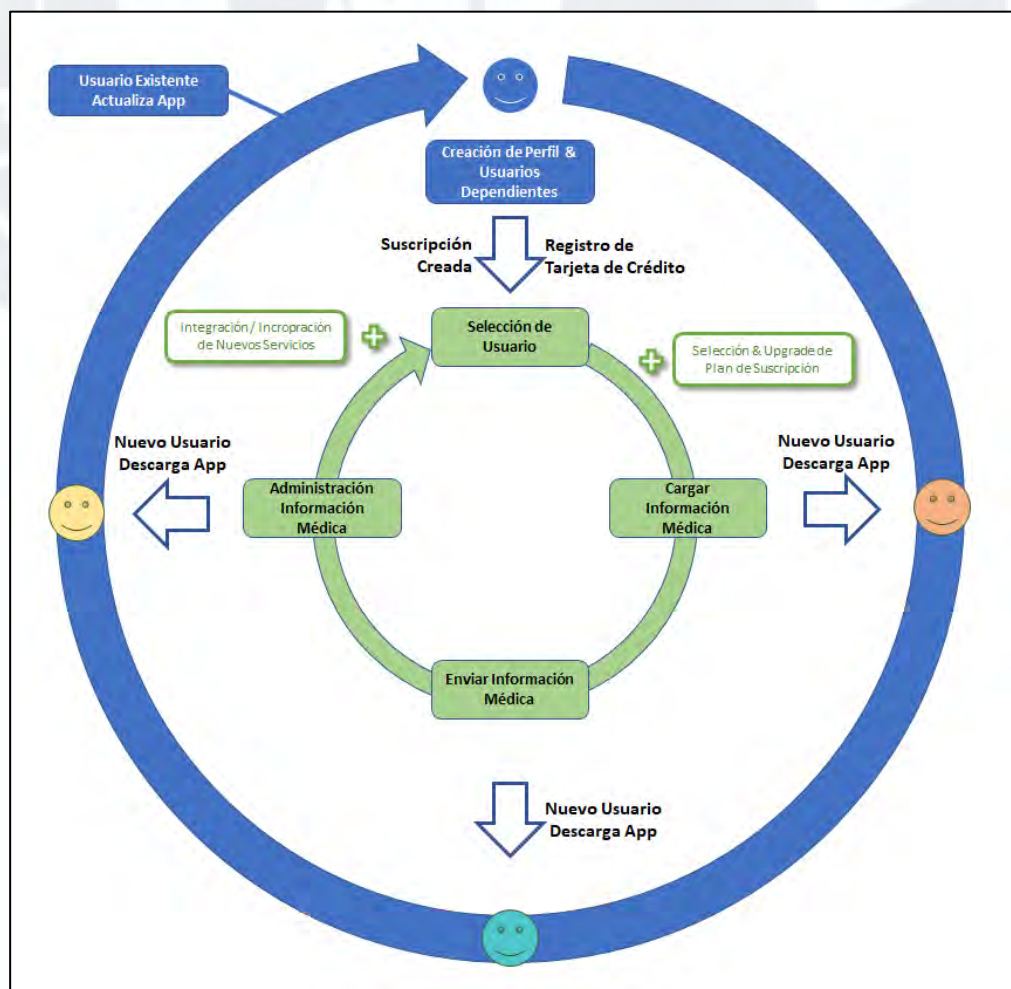 Usuario Existente
Actualiza App
Creación de Perfil &
Usuarios
Dependientes
Suscripción
Creada
Registro de
Tarjeta de Crédito
Integración / Incropración
de Nuevos Servicios
Selección de
Usuario
Selección & Upgrade de
Plan de Suscripción
Nuevo Usuario
Descarga App
Administración
Información
Médica
Cargar
Información
Médica
Nuevo Usuario
Descarga App
Enviar Información
Médica
Nuevo Usuario
Descarga App